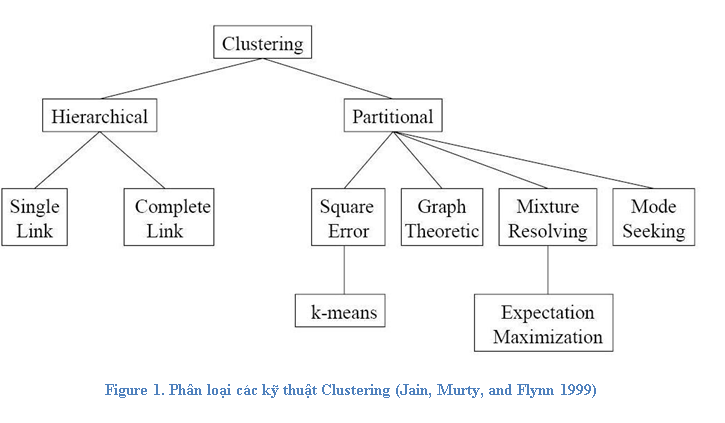 Clustering
Hierarchical
Partitional
Single
Link
Complete
Link
Square
Error
Graph
Theoretic
Mixture
Resolving
Mode
Seeking
k-means
Expectation
Maximization
Figure 1. Phân loại các kỹ thuật Clustering (Jain, Murty, and Flynn 1999)